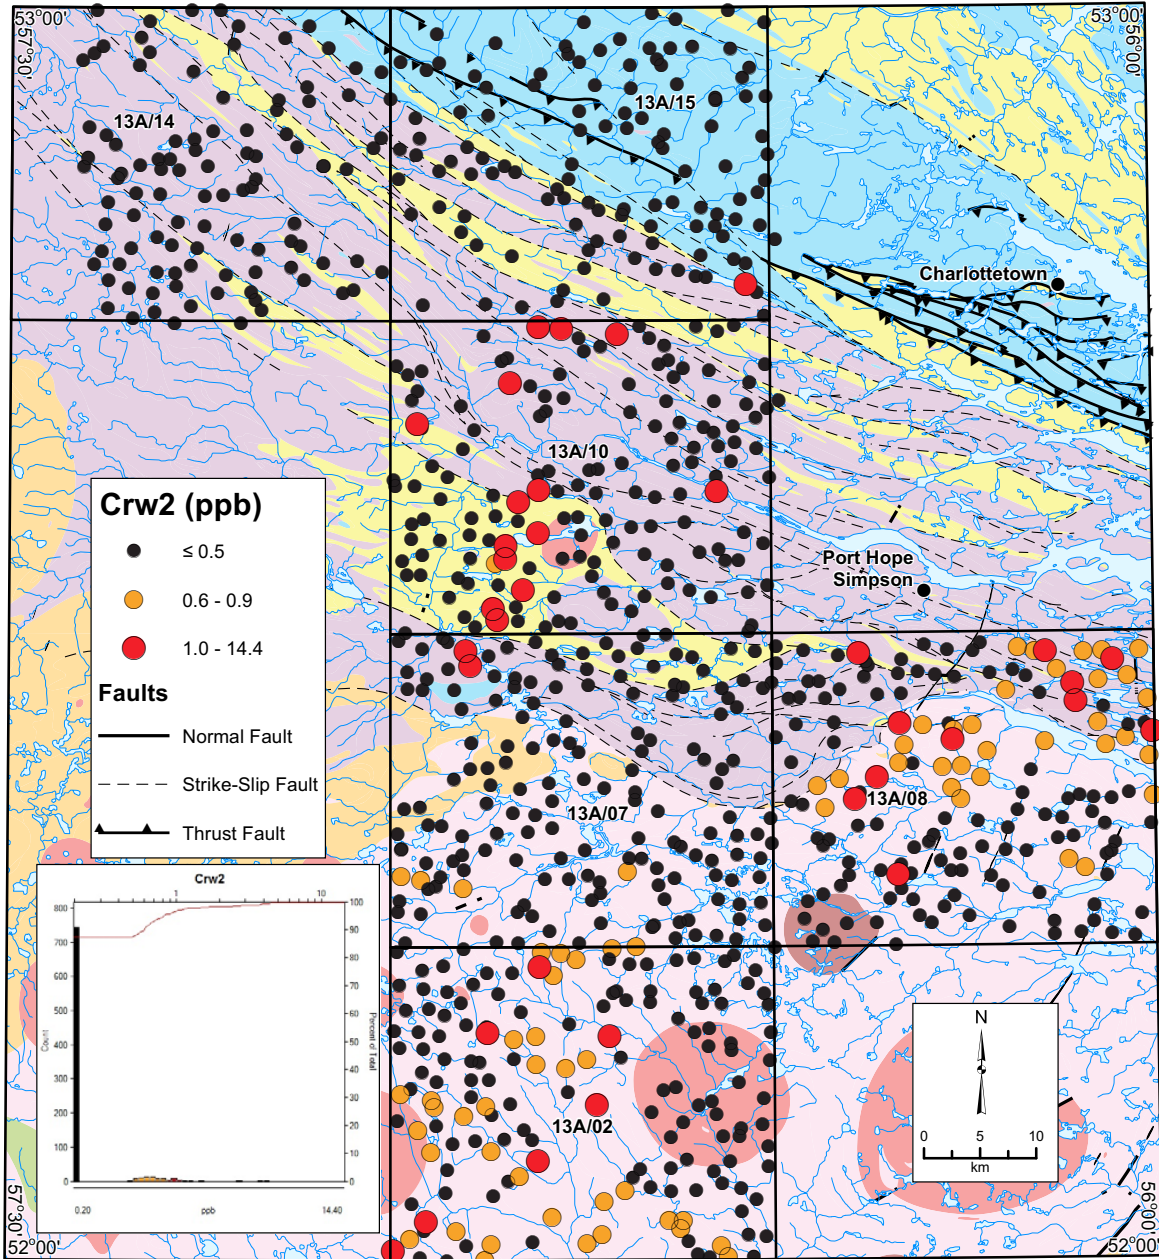 53°00'
57°30'
53°00'
56°00'
13A/14
13A/15
Charlottetown
13A/10
Port Hope
Simpson
Crw2 (ppb)
≤ 0.5
0.6 - 0.9
1.0 - 14.4
Faults
Normal Fault
Strike-Slip Fault
Thrust Fault
13A/07
13A/08
Crw2
1 10
800
700
600
500
400
300
200
100
0
Count
100
90
80
70
60
50
40
30
20
10
0
Percent of Total
0.20 ppb 14.40
13A/02
N
0 5 10
km
57°30'
52°00'
56°00'
52°00'